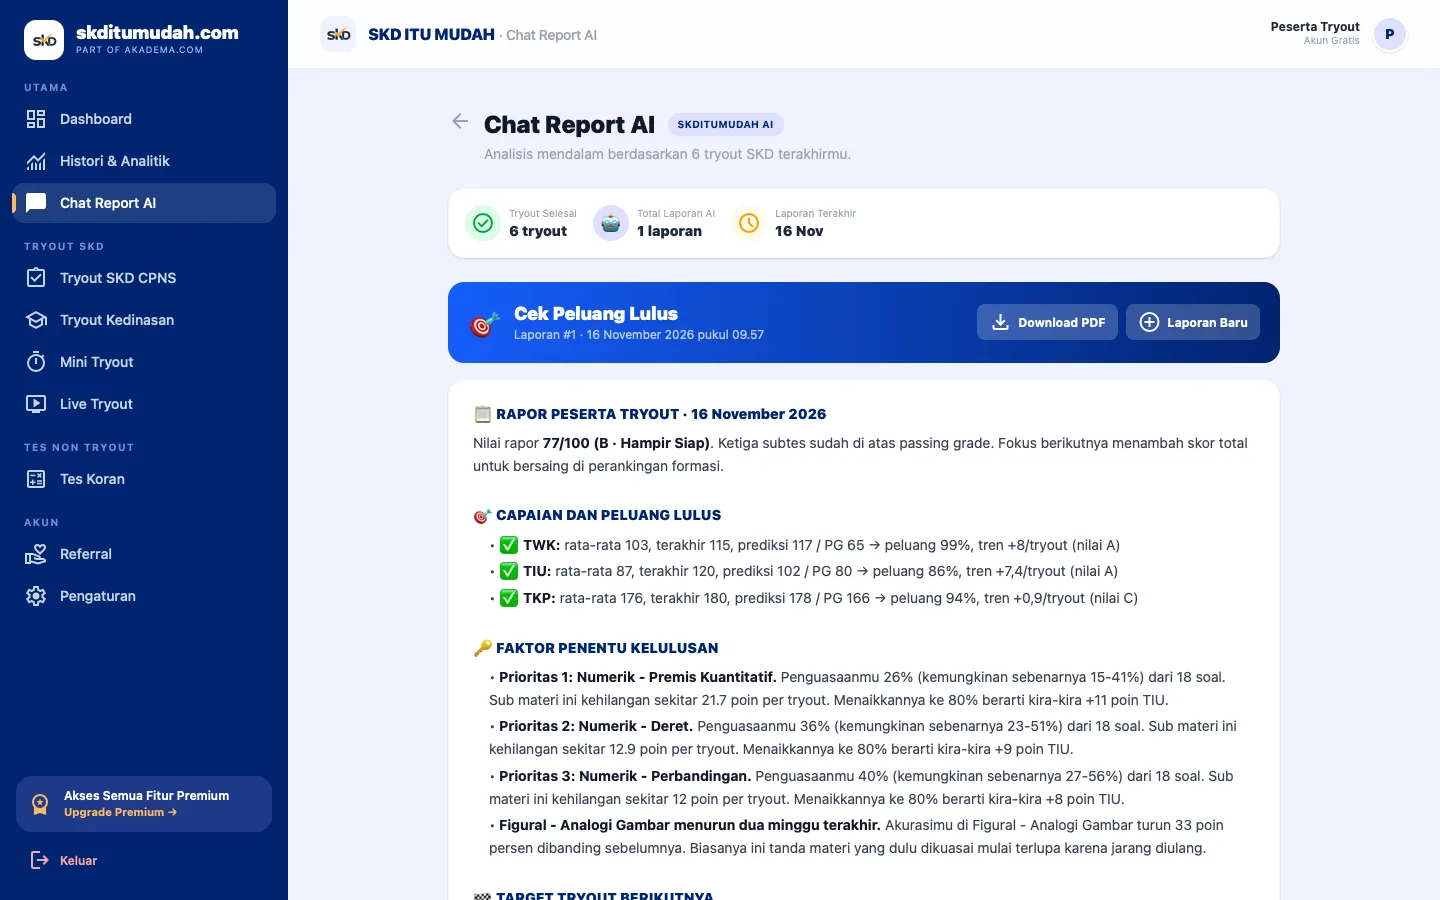 SKD
skditumudah.com
PART OF AKADEMA.COM
UTAMA
Dashboard
Histori & Analitik
Chat Report AI
TRYOUT SKD
Tryout SKD CPNS
Tryout Kedinasan
Mini Tryout
Live Tryout
TES NON TRYOUT
Tes Koran
AKUN
Referral
Pengaturan
Akses Semua Fitur Premium
Upgrade Premium →
Keluar
SKD
SKD ITU MUDAH · Chat Report AI
Peserta Tryout
Akun Gratis
P
Chat Report AI
SKDITUMUDAH AI
Analisis mendalam berdasarkan 6 tryout SKD terakhirmu.
Tryout Selesai
6 tryout
Total Laporan AI
1 laporan
Laporan Terakhir
16 Nov
Cek Peluang Lulus
Laporan #1 · 16 November 2026 pukul 09.57
Download PDF
Laporan Baru
📋 RAPOR PESERTA TRYOUT · 16 November 2026
Nilai rapor 77/100 (B · Hampir Siap). Ketiga subtes sudah di atas passing grade. Fokus berikutnya menambah skor total
untuk bersaing di perankingan formasi.
🎯 CAPAIAN DAN PELUANG LULUS
• ✅ TWK: rata-rata 103, terakhir 115, prediksi 117 / PG 65 → peluang 99%, tren +8/tryout (nilai A)
• ✅ TIU: rata-rata 87, terakhir 120, prediksi 102 / PG 80 → peluang 86%, tren +7,4/tryout (nilai A)
• ✅ TKP: rata-rata 176, terakhir 180, prediksi 178 / PG 166 → peluang 94%, tren +0,9/tryout (nilai C)
🔑 FAKTOR PENENTU KELULUSAN
• Prioritas 1: Numerik - Premis Kuantitatif. Penguasaanmu 26% (kemungkinan sebenarnya 15-41%) dari 18 soal.
Sub materi ini kehilangan sekitar 21.7 poin per tryout. Menaikkannya ke 80% berarti kira-kira +11 poin TIU.
• Prioritas 2: Numerik - Deret. Penguasaanmu 36% (kemungkinan sebenarnya 23-51%) dari 18 soal. Sub materi ini
kehilangan sekitar 12.9 poin per tryout. Menaikkannya ke 80% berarti kira-kira +9 poin TIU.
• Prioritas 3: Numerik - Perbandingan. Penguasaanmu 40% (kemungkinan sebenarnya 27-56%) dari 18 soal. Sub
materi ini kehilangan sekitar 12 poin per tryout. Menaikkannya ke 80% berarti kira-kira +8 poin TIU.
• Figural - Analogi Gambar menurun dua minggu terakhir. Akurasimu di Figural - Analogi Gambar turun 33 poin
persen dibanding sebelumnya. Biasanya ini tanda materi yang dulu dikuasai mulai terlupa karena jarang diulang.
🏁 TARGET TRYOUT BERIKUTNYA